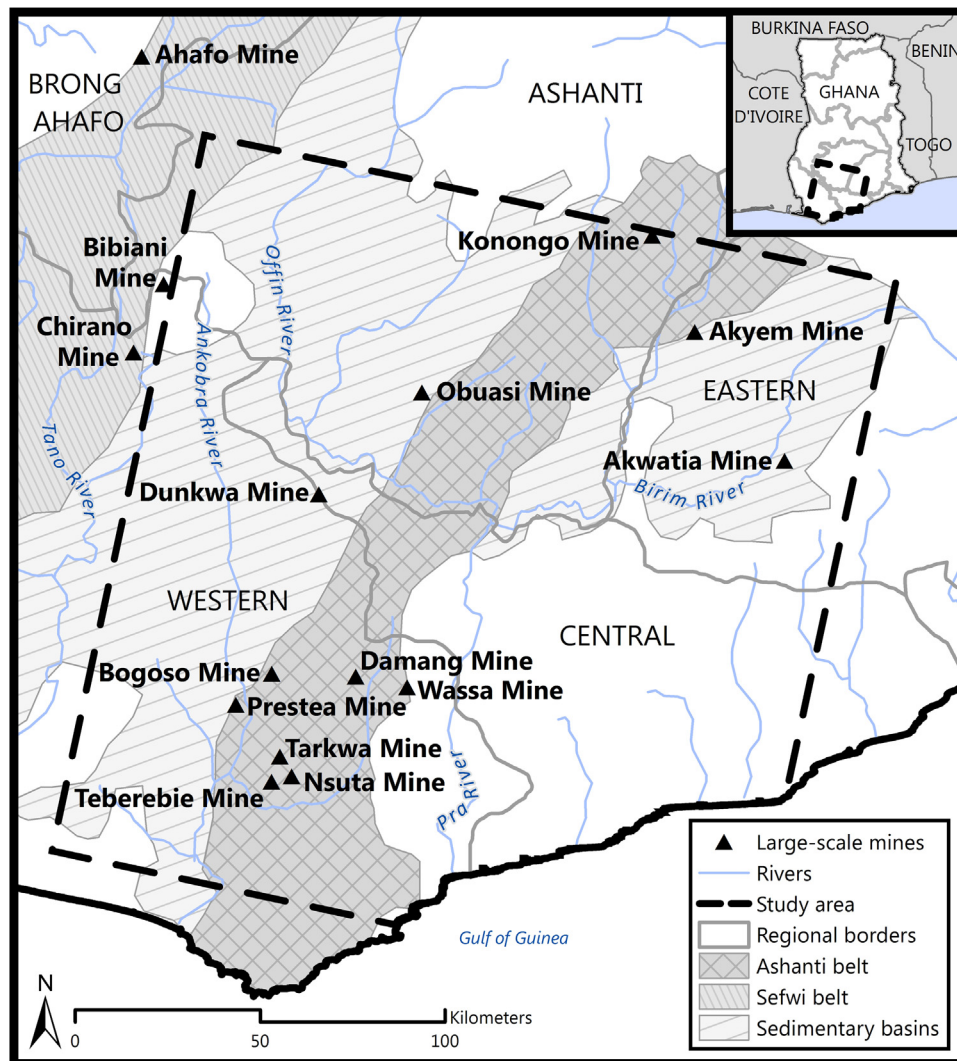 Ahafo Mine
BRONG
AHAFO
ASHANTI
BURKINA FASO
BENIN
GHANA
COTE
D'IVOIRE
TOGO
Konongo Mine
Bibiani
Mine
Offin River
Chirano
Mine
Ankobra River
Akyem Mine
Obuasi Mine
EASTERN
Tano River
Akwatia Mine
Dunkwa Mine
Birim River
WESTERN
CENTRAL
Damang Mine
Bogoso Mine
Wassa Mine
Prestea Mine
Tarkwa Mine
Nsuta Mine
Teberebie Mine
Pra River
Gulf of Guinea
Large-scale mines
Rivers
Study area
Regional borders
Ashanti belt
Sefwi belt
Sedimentary basins
N
Kilometers
0
50
100